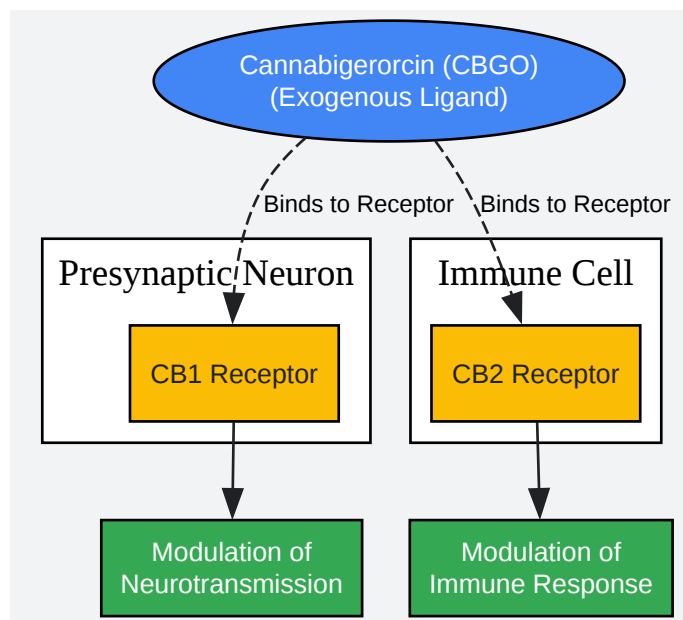 Cannabigerorcin (CBGO)
(Exogenous Ligand)
Binds to Receptor
Binds to Receptor
Presynaptic Neuron
Immune Cell
CB1 Receptor
CB2 Receptor
Modulation of
Neurotransmission
Modulation of
Immune Response